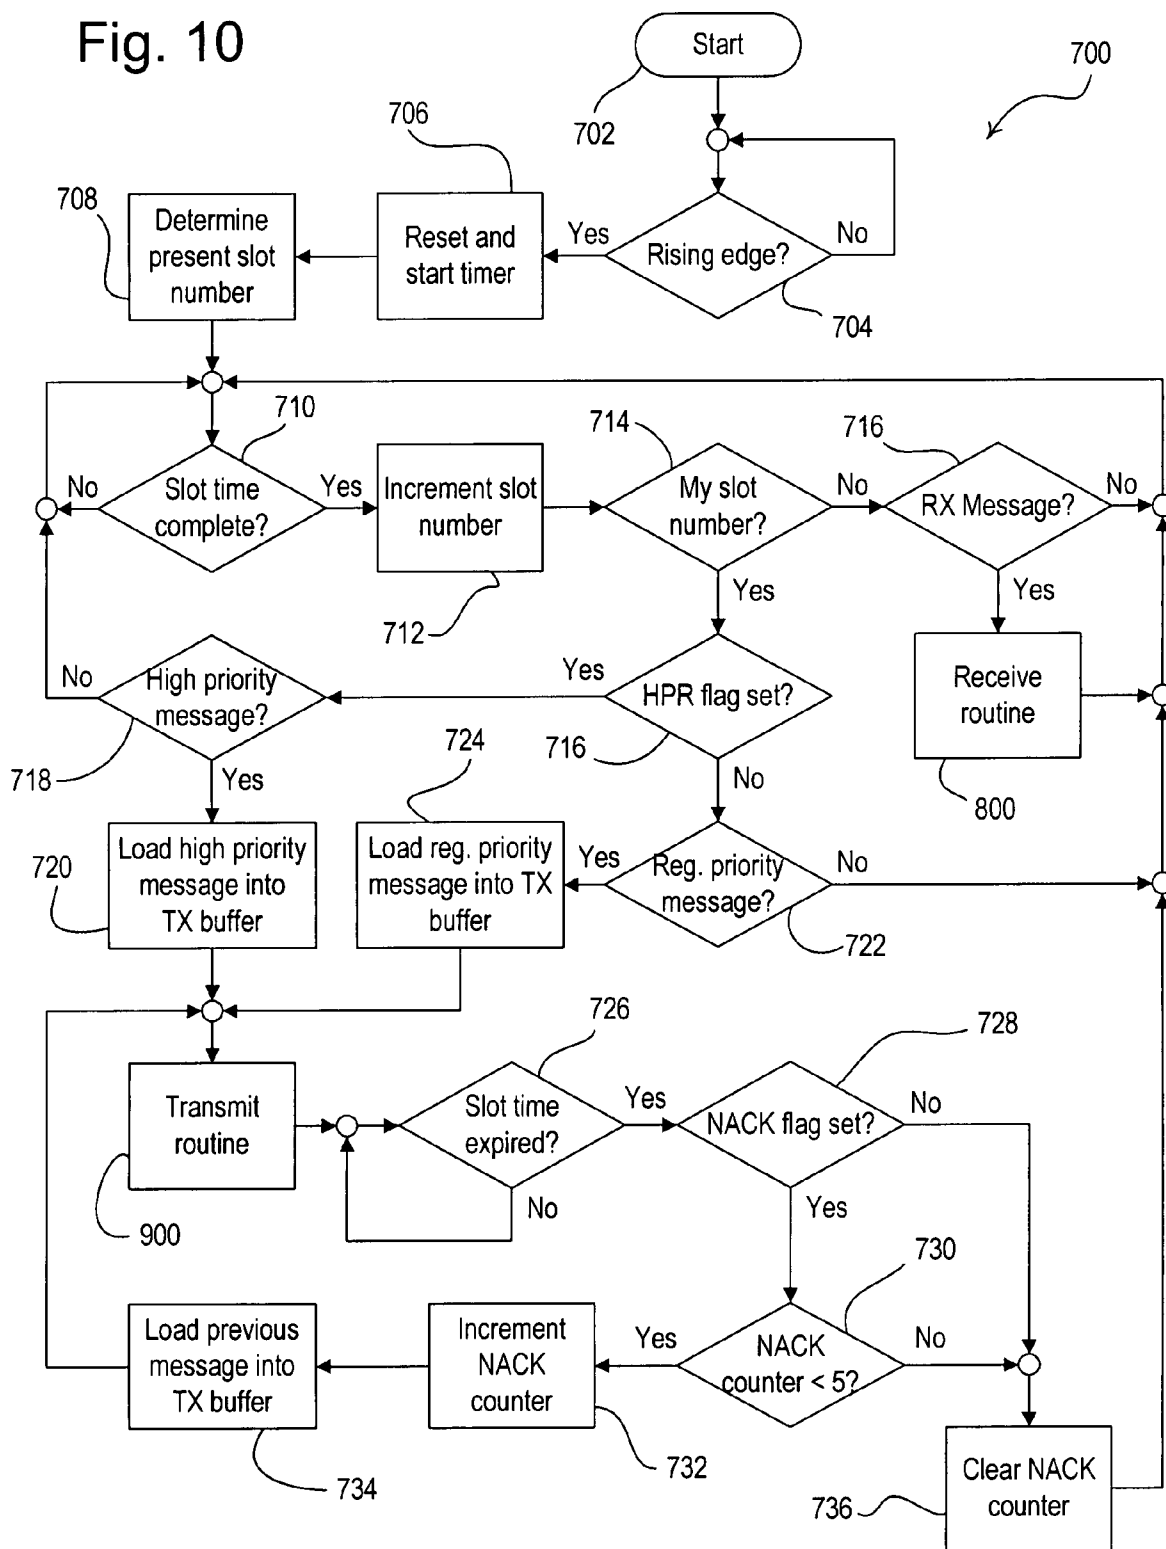 Fig. 10
Start
700
702
706
708
Determine
present slot
number
Reset and
start timer
Yes
Rising edge?
No
704
710
714
716
No
Slot time
complete?
Yes
Increment slot
number
My slot
number?
No
RX Message?
No
712
Yes
Yes
No
High priority
message?
Yes
HPR flag set?
Receive
routine
718
Yes
724
716
No
800
720
Load high priority
message into
TX buffer
Load reg. priority
message into TX
buffer
Yes
Reg. priority
message?
No
722
726
728
Transmit
routine
Slot time
expired?
Yes
NACK flag set?
No
No
Yes
900
730
Load previous
message into
TX buffer
Increment
NACK
counter
Yes
NACK
counter < 5?
No
734
732
736
Clear NACK
counter